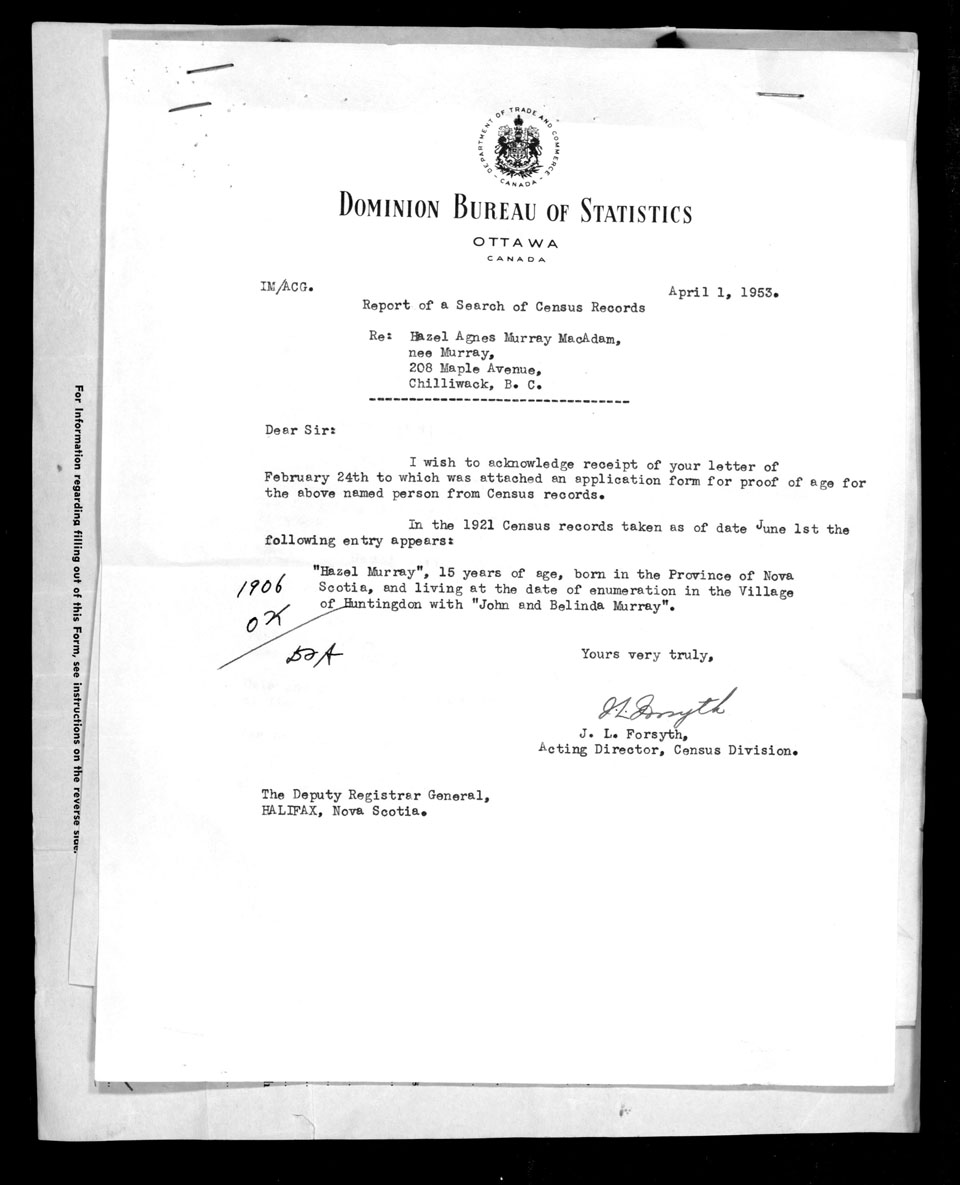 DEPARTMENT OF TRADE AND COMMERCE
- CANADA -
DOMINION BUREAU OF STATISTICS
OTTAWA
CANADA
IM/ACG.
April 1, 1953.
Report of a Search of Census Records
Re: Hazel Agnes Murray MacAdam,
nee Murray,
208 Maple Avenue,
Chilliwack, B. C.
---------------------------------
Dear Sir:
I wish to acknowledge receipt of your letter of
February 24th to which was attached an application form for proof of age for
the above named person from Census records.
In the 1921 Census records taken as of date June 1st the
following entry appears:
"Hazel Murray", 15 years of age, born in the Province of Nova
Scotia, and living at the date of enumeration in the Village
of Huntingdon with "John and Belinda Murray".
1906
OK
Yours very truly,
J.L. Forsyth
J. L. Forsyth,
Acting Director, Census Division.
The Deputy Registrar General,
HALIFAX, Nova Scotia.
For Information regarding filling out of this Form, see instructions on the reverse side.